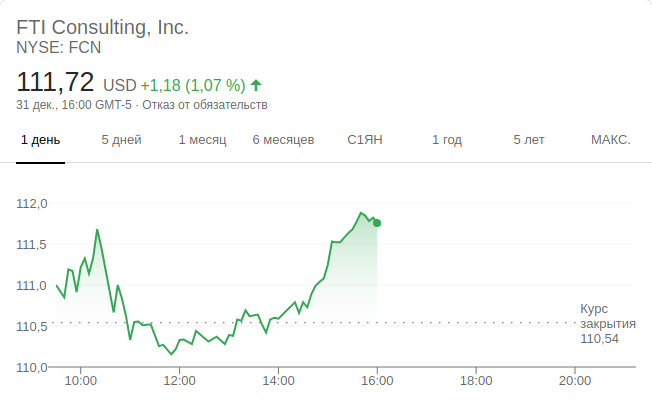 FTI Consulting, Inc.
NYSE: FCN
111,72 USD +1,18 (1,07 %)
31 дек., 16:00 GMT-5 · Отказ от обязательств
1 день 5 дней 1 месяц 6 месяцев С1ЯН 1 год 5 лет МАКС.
112,0
111,5
111,0
110,5
110,0
Курс
закрытия
110,54
10:00 12:00 14:00 16:00 18:00 20:00